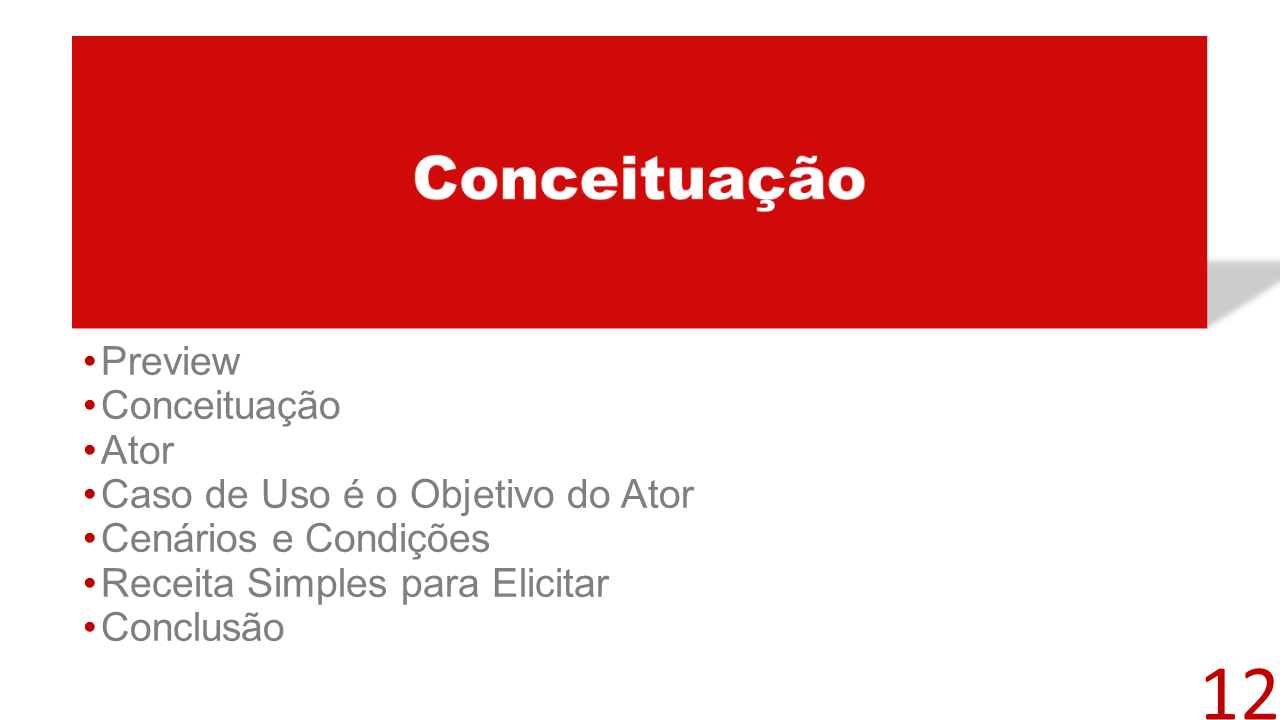 Conceituação
•Preview
•Conceituação
•Ator
•Caso de Uso é o Objetivo do Ator
•Cenários e Condições
•Receita Simples para Elicitar
•Conclusão
12